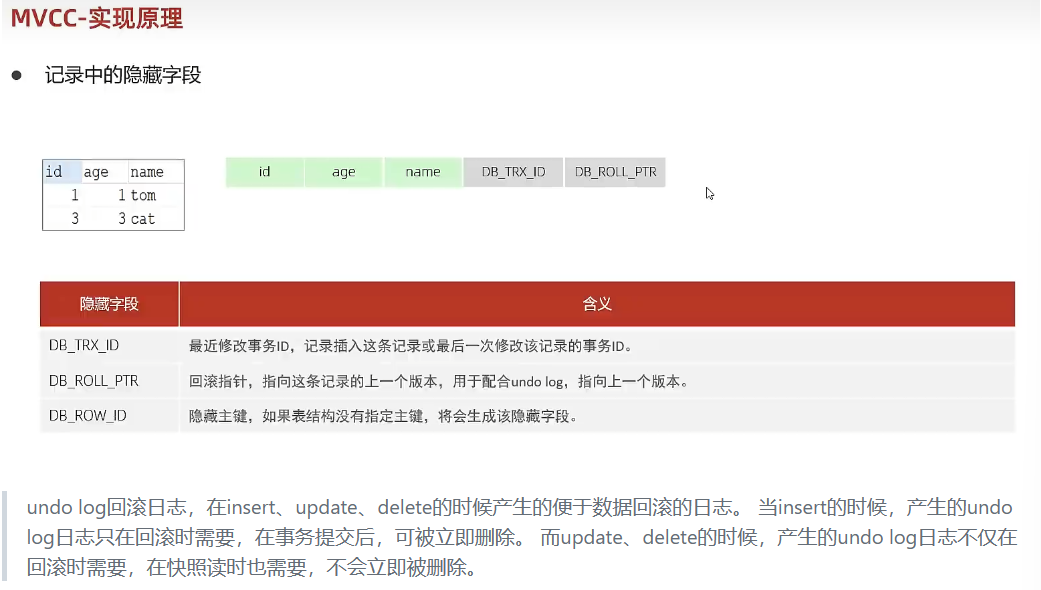 MVCC-实现原理
● 记录中的隐藏字段
id age name
1 1 tom
3 3 cat
id age name DB_TRX_ID DB_ROLL_PTR
隐藏字段 含义
DB_TRX_ID 最近修改事务ID，记录插入这条记录或最后一次修改该记录的事务ID。
DB_ROLL_PTR 回滚指针，指向这条记录的上一个版本，用于配合undo log，指向上一个版本。
DB_ROW_ID 隐藏主键，如果表结构没有指定主键，将会生成该隐藏字段。
undo log回滚日志，在insert、update、delete的时候产生的便于数据回滚的日志。 当insert的时候，产生的undo
log日志只在回滚时需要，在事务提交后，可被立即删除。 而update、delete的时候，产生的undo log日志不仅在
回滚时需要，在快照读时也需要，不会立即被删除。